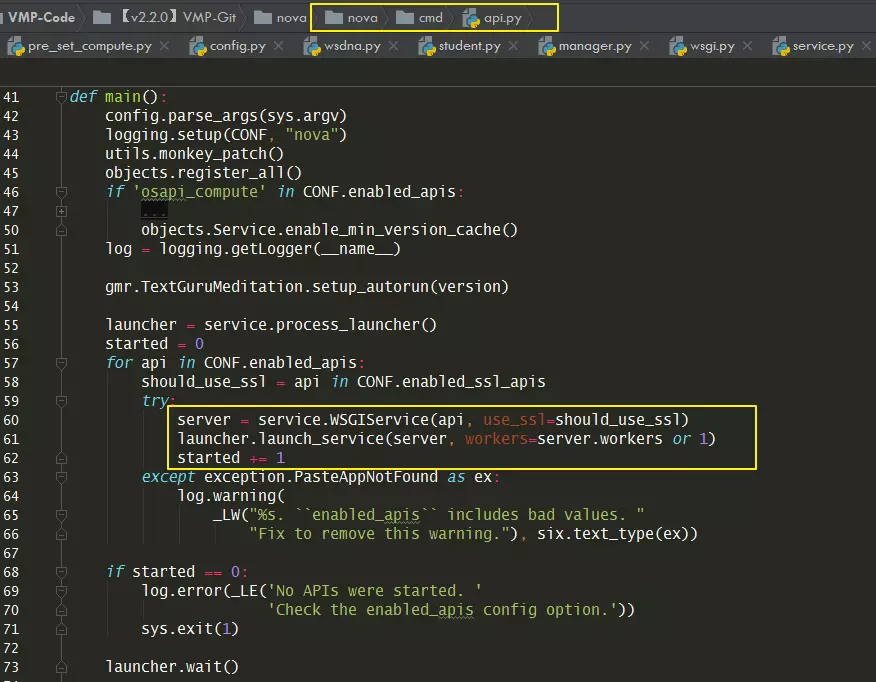 VMP-Code 【v2.2.0】VMP-Git nova nova cmd api.py
pre_set_compute.py config.py wsdna.py student.py manager.py wsgi.py service.py
41 def main():
42 config.parse_args(sys.argv)
43 logging.setup(CONF, "nova")
44 utils.monkey_patch()
45 objects.register_all()
46 if 'osapi_compute' in CONF.enabled_apis:
47 ...
50 objects.Service.enable_min_version_cache()
51 log = logging.getLogger(__name__)
52
53 gmr.TextGuruMeditation.setup_autorun(version)
54
55 launcher = service.process_launcher()
56 started = 0
57 for api in CONF.enabled_apis:
58 should_use_ssl = api in CONF.enabled_ssl_apis
59 try:
60 server = service.WSGIService(api, use_ssl=should_use_ssl)
61 launcher.launch_service(server, workers=server.workers or 1)
62 started += 1
63 except exception.PasteAppNotFound as ex:
64 log.warning(
65 _LW("%s. ``enabled_apis`` includes bad values. "
66 "Fix to remove this warning."), six.text_type(ex))
67
68 if started == 0:
69 log.error(_LE('No APIs were started. '
70 'Check the enabled_apis config option.'))
71 sys.exit(1)
72
73 launcher.wait()